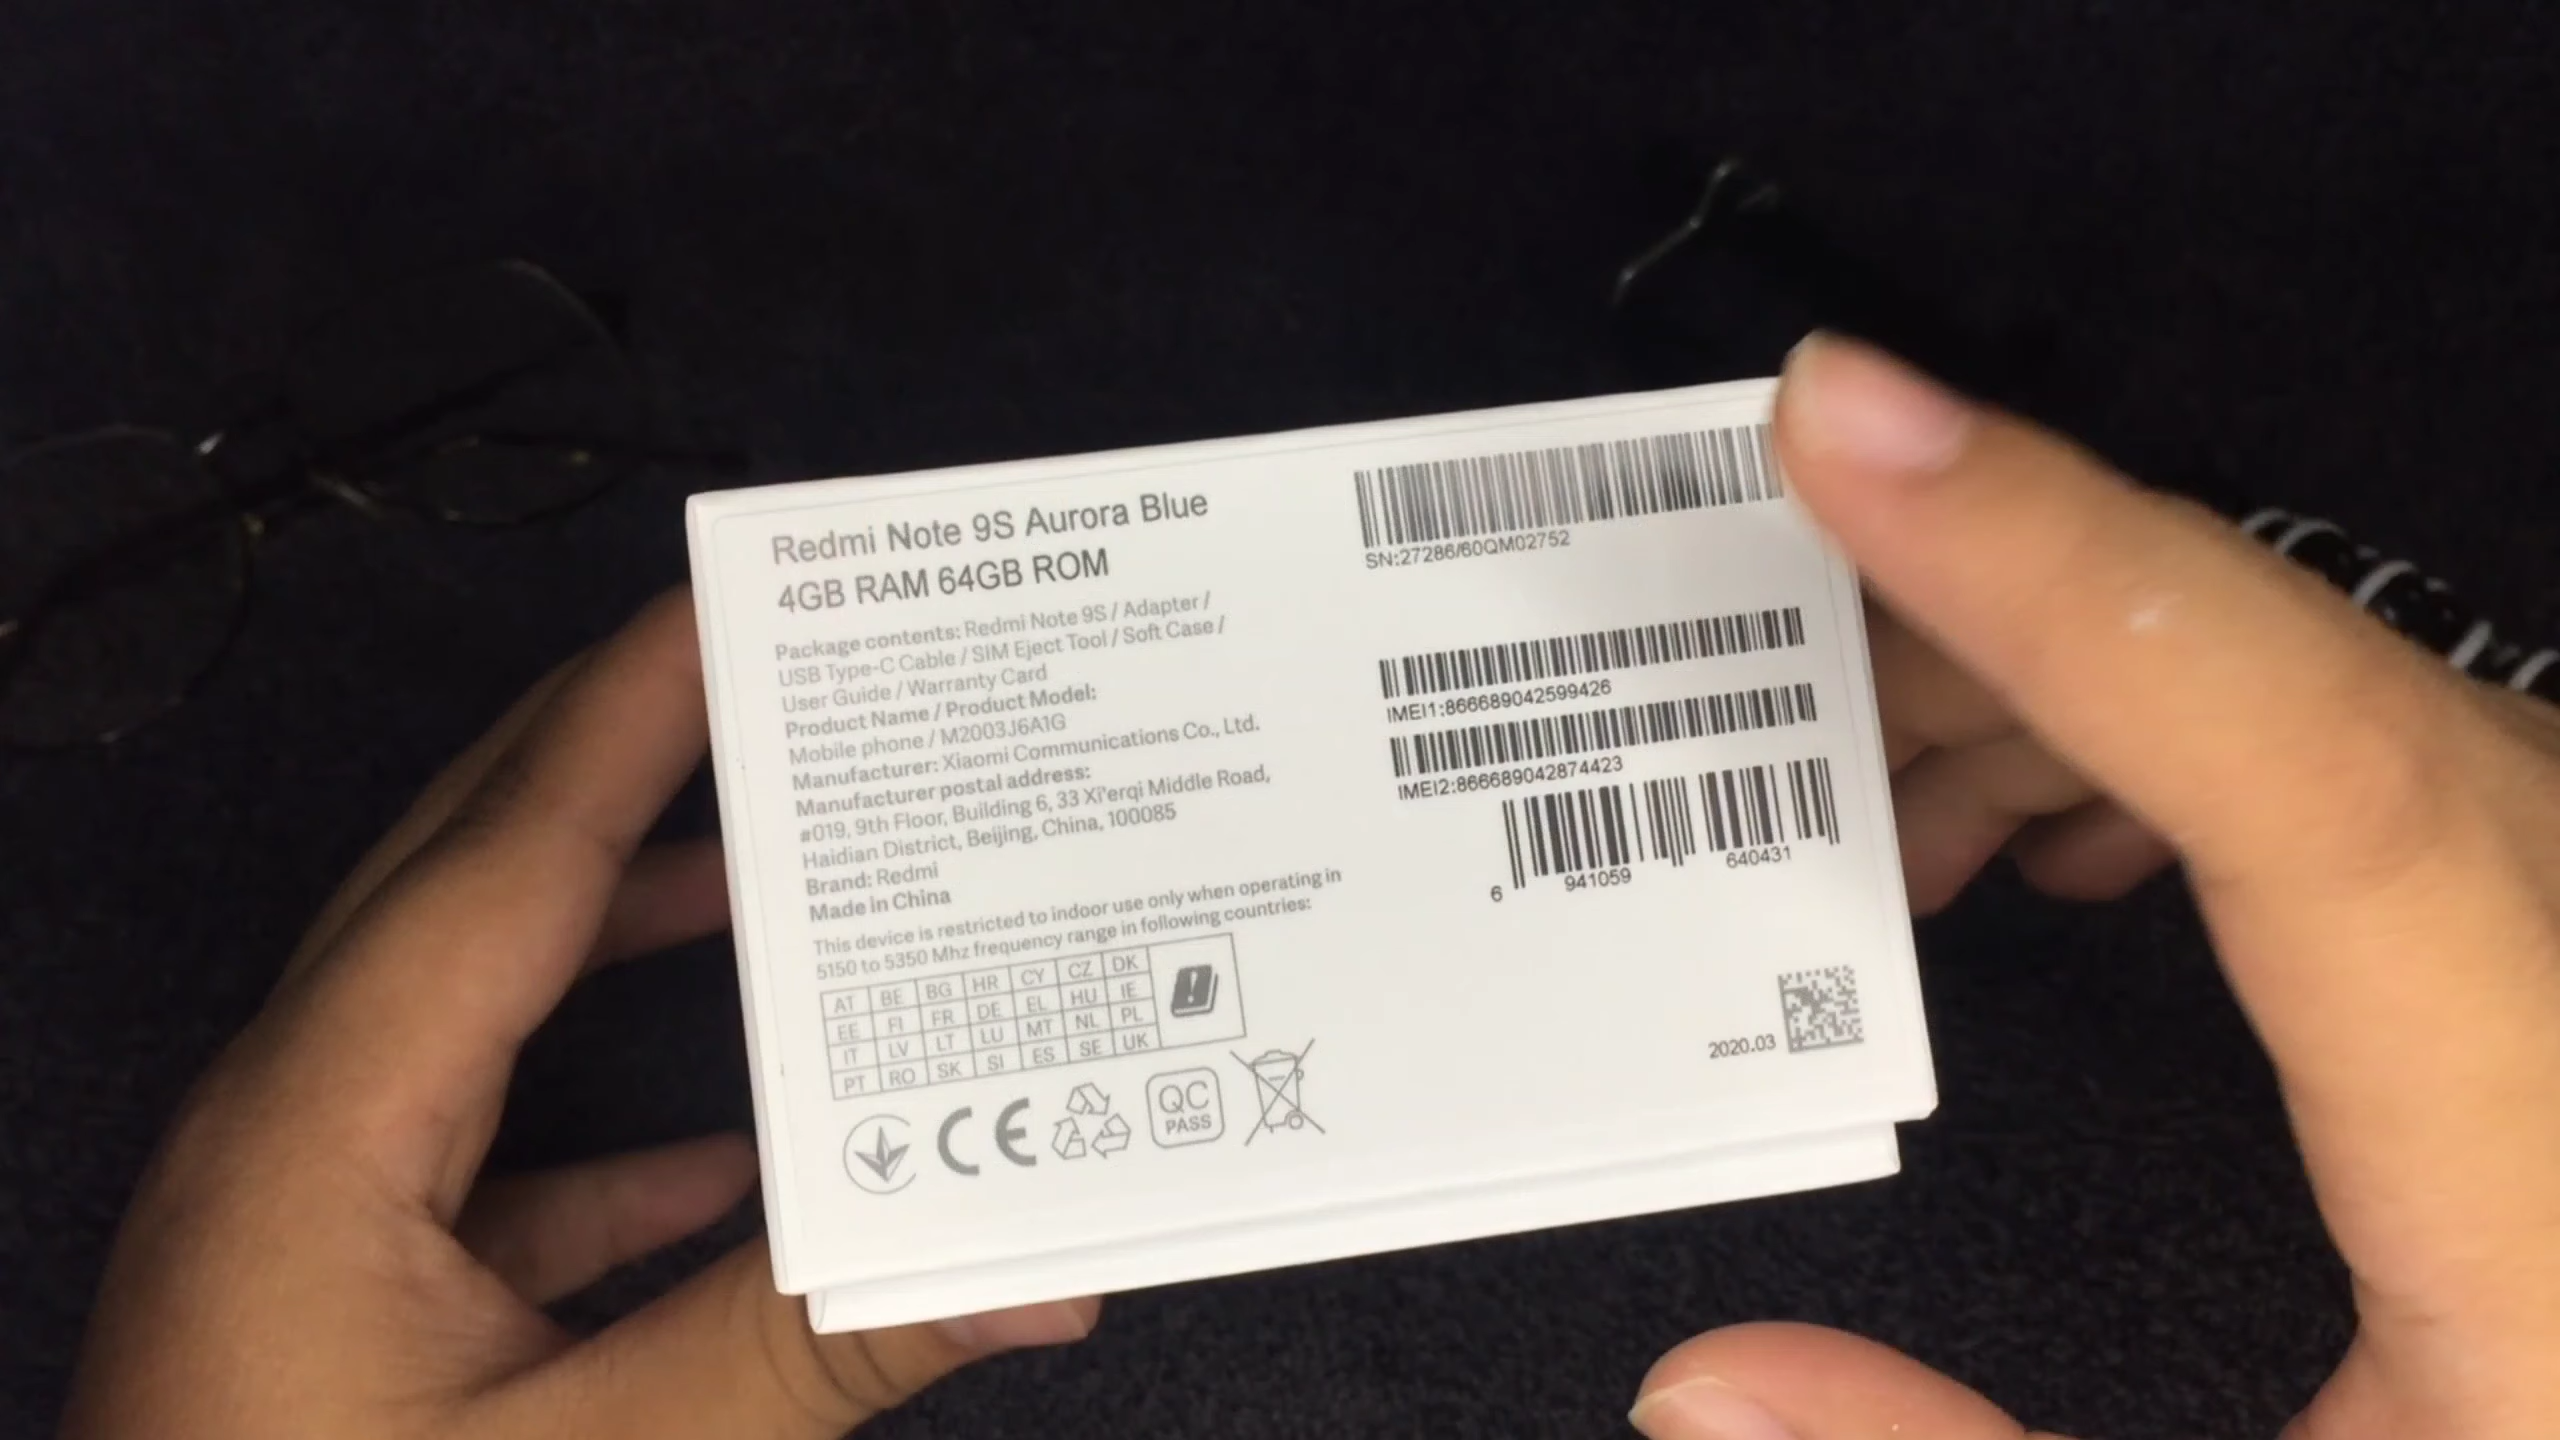 Redmi Note 9S Aurora Blue
4GB RAM 64GB ROM
Package contents: Redmi Note 9S / Adapter /
USB Type-C Cable / SIM Eject Tool / Soft Case /
User Guide / Warranty Card
Product Name / Product Model:
Mobile phone / M2003J6A1G
Manufacturer: Xiaomi Communications Co., Ltd.
Manufacturer postal address:
#019, 9th Floor, Building 6, 33 Xi'erqi Middle Road,
Haidian District, Beijing, China, 100085
Brand: Redmi
Made in China
This device is restricted to indoor use only when operating in
5150 to 5350 Mhz frequency range in following countries:
AT BE BG HR CY CZ DK
EE FI FR DE EL HU IE
IT LV LT LU MT NL PL
PT RO SK SI ES SE UK
CE
QC
PASS
SN:27286/60QM02752
IMEI1:866689042599426
IMEI2:866689042874423
6 941059 640431
2020.03